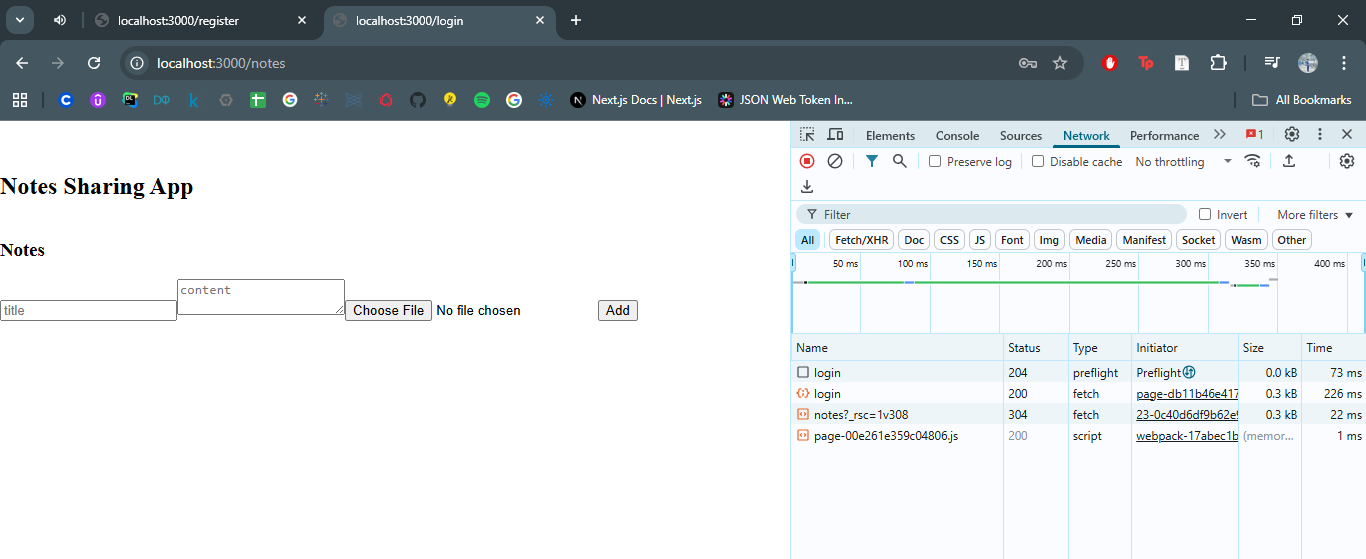 localhost:3000/register
localhost:3000/login
localhost:3000/notes
Next.js Docs | Next.js
JSON Web Token In...
All Bookmarks
Notes Sharing App
Notes
title
content
Choose File No file chosen
Add
Elements Console Sources Network Performance
1
Preserve log
Disable cache
No throttling
Filter
Invert
More filters
All Fetch/XHR Doc CSS JS Font Img Media Manifest Socket Wasm Other
50 ms 100 ms 150 ms 200 ms 250 ms 300 ms 350 ms 400 ms
Name Status Type Initiator Size Time
login 204 preflight Preflight 0.0 kB 73 ms
login 200 fetch page-db11b46e417 0.3 kB 226 ms
notes?_rsc=1v308 304 fetch 23-0c40d6df9b62e9 0.3 kB 22 ms
page-00e261e359c04806.js 200 script webpack-17abec1b (memor... 1 ms